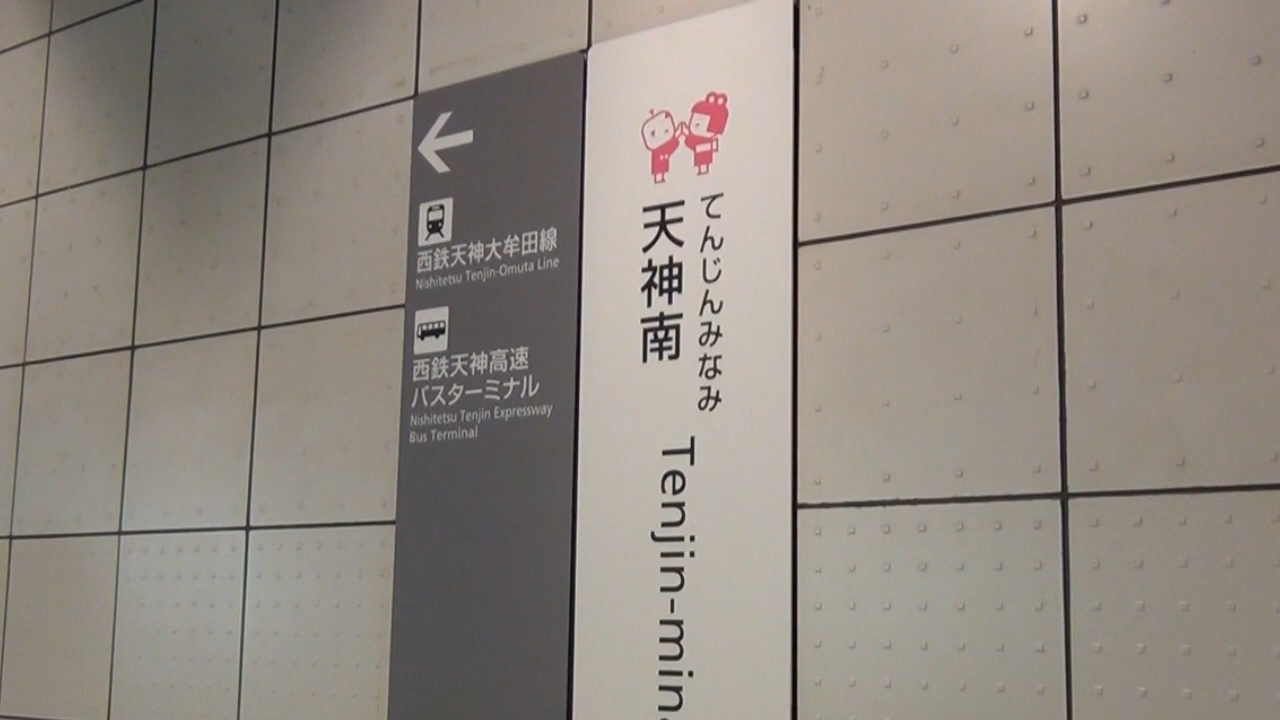 西鉄天神大牟田線
Nishitetsu Tenjin-Omuta Line
西鉄天神高速
バスターミナル
Nishitetsu Tenjin Expressway
Bus Terminal
てんじんみなみ
天神南
Tenjin-min